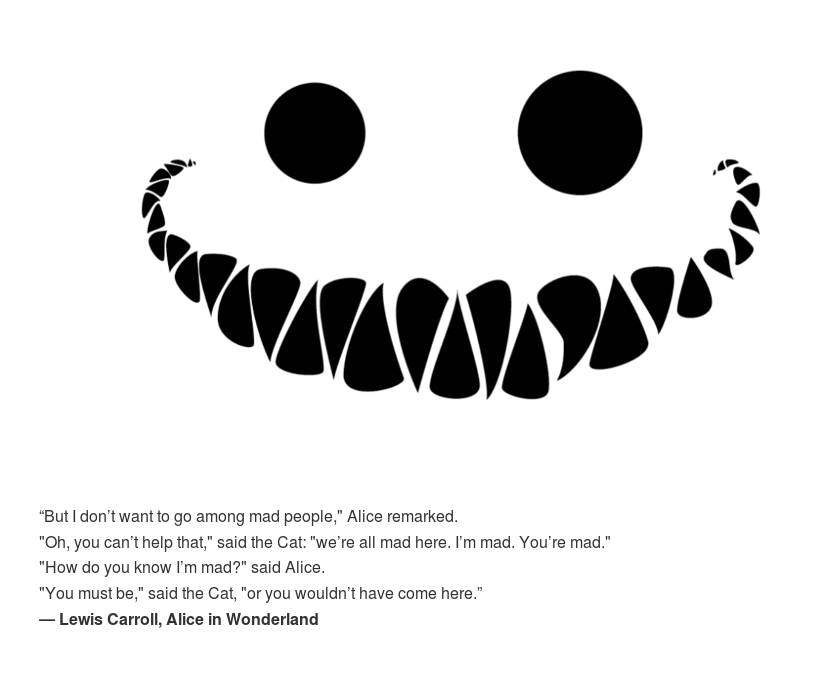 “But I don’t want to go among mad people," Alice remarked.
"Oh, you can’t help that," said the Cat: "we’re all mad here. I’m mad. You’re mad."
"How do you know I’m mad?" said Alice.
"You must be," said the Cat, "or you wouldn’t have come here.”
— Lewis Carroll, Alice in Wonderland